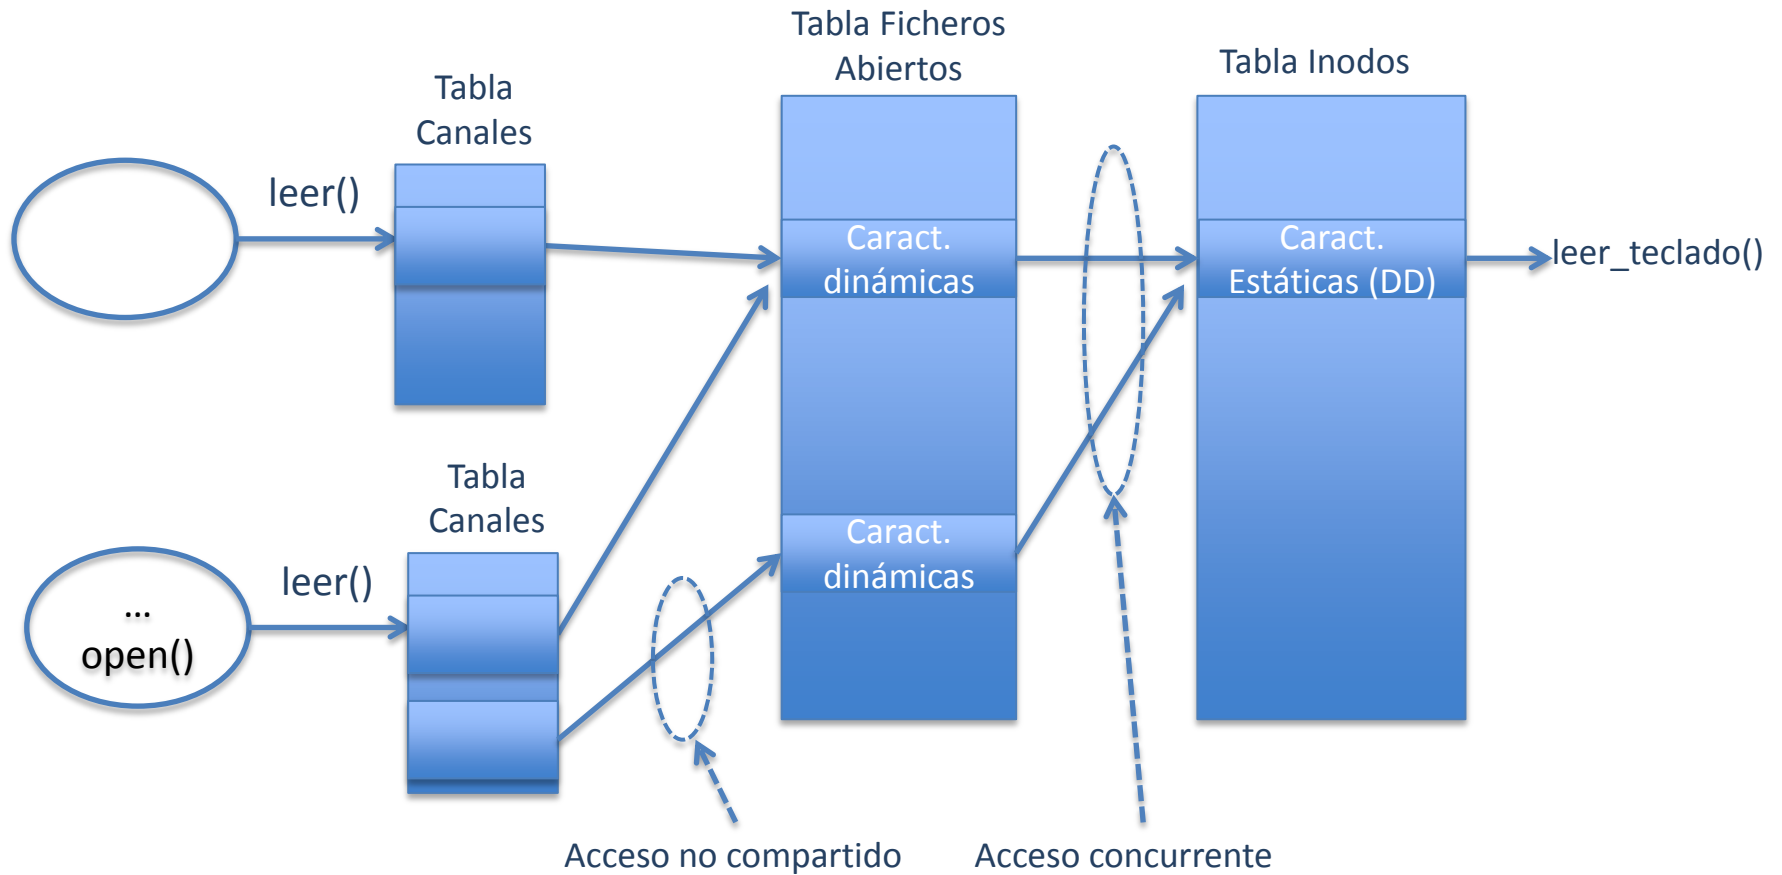 Tabla Ficheros
Abiertos
Tabla Inodos
Tabla
Canales
leer()
Caract.
dinámicas
Caract.
Estáticas (DD)
leer_teclado()
Tabla
Canales
leer()
...
open()
Caract.
dinámicas
Acceso no compartido
Acceso concurrente